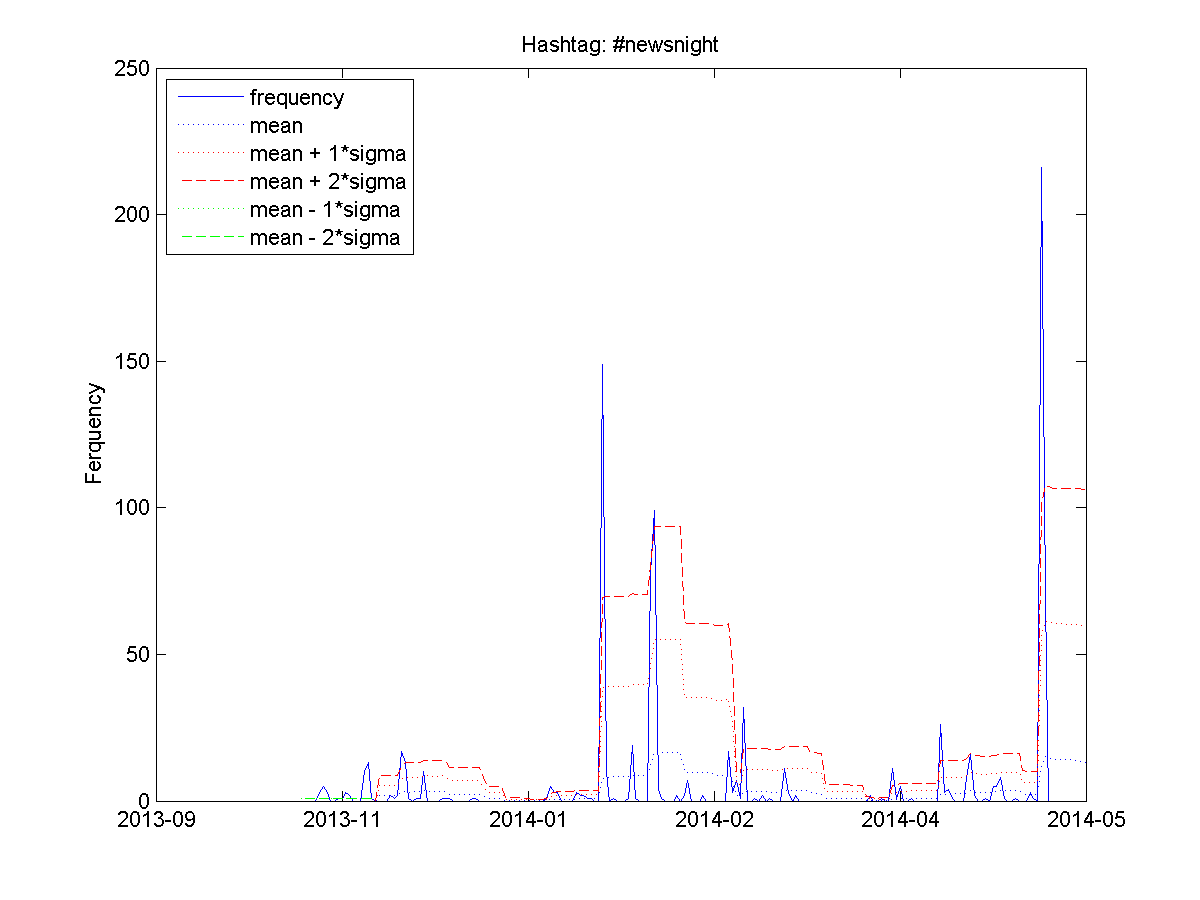 Hashtag: #newsnight
250
200
150
100
50
0
Ferquency
frequency
mean
mean + 1*sigma
mean + 2*sigma
mean - 1*sigma
mean - 2*sigma
2013-09 2013-11 2014-01 2014-02 2014-04 2014-05